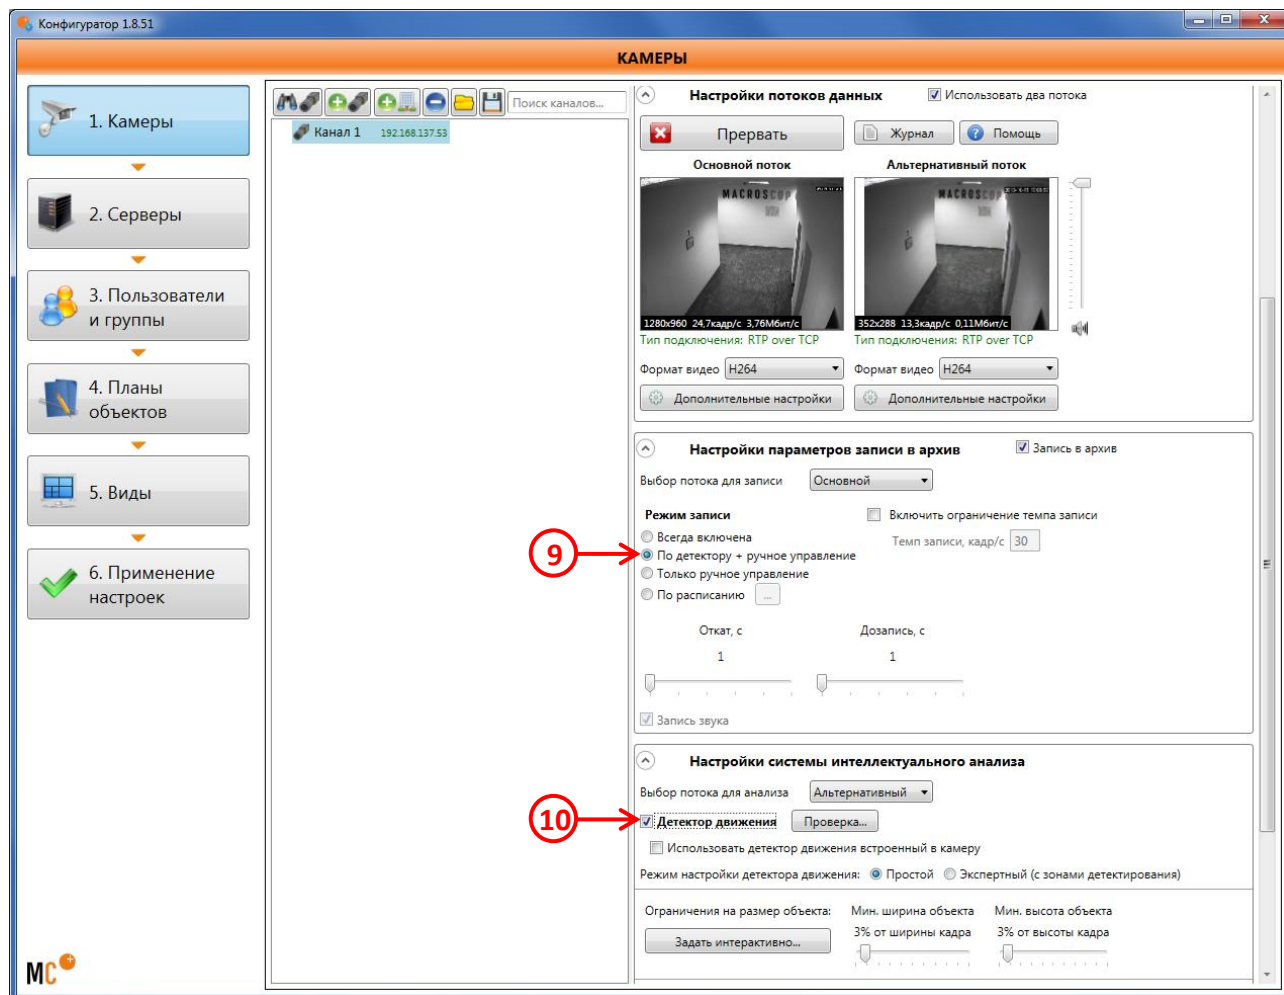 Конфигуратор 1.8.51
КАМЕРЫ
1. Камеры
2. Серверы
3. Пользователи
и группы
4. Планы
объектов
5. Виды
6. Применение
настроек
MC
Поиск каналов...
Канал 1 192.168.137.53
Настройки потоков данных Использовать два потока
Прервать Журнал Помощь
Основной поток Альтернативный поток
MACROSCOP MACROSCOP
1280x960 24,7кадр/с 3,76Мбит/с 352x288 13,3кадр/с 0,11Мбит/с
Тип подключения: RTP over TCP Тип подключения: RTP over TCP
Формат видео H264 Формат видео H264
Дополнительные настройки Дополнительные настройки
Настройки параметров записи в архив Запись в архив
Выбор потока для записи Основной
Режим записи Включить ограничение темпа записи
Всегда включена Темп записи, кадр/с 30
9 По детектору + ручное управление
Только ручное управление
По расписанию ...
Откат, с Дозапись, с
1 1
Запись звука
Настройки системы интеллектуального анализа
Выбор потока для анализа Альтернативный
10 Детектор движения Проверка...
Использовать детектор движения встроенный в камеру
Режим настройки детектора движения: Простой Экспертный (с зонами детектирования)
Ограничения на размер объекта: Мин. ширина объекта Мин. высота объекта
3% от ширины кадра 3% от высоты кадра
Задать интерактивно...